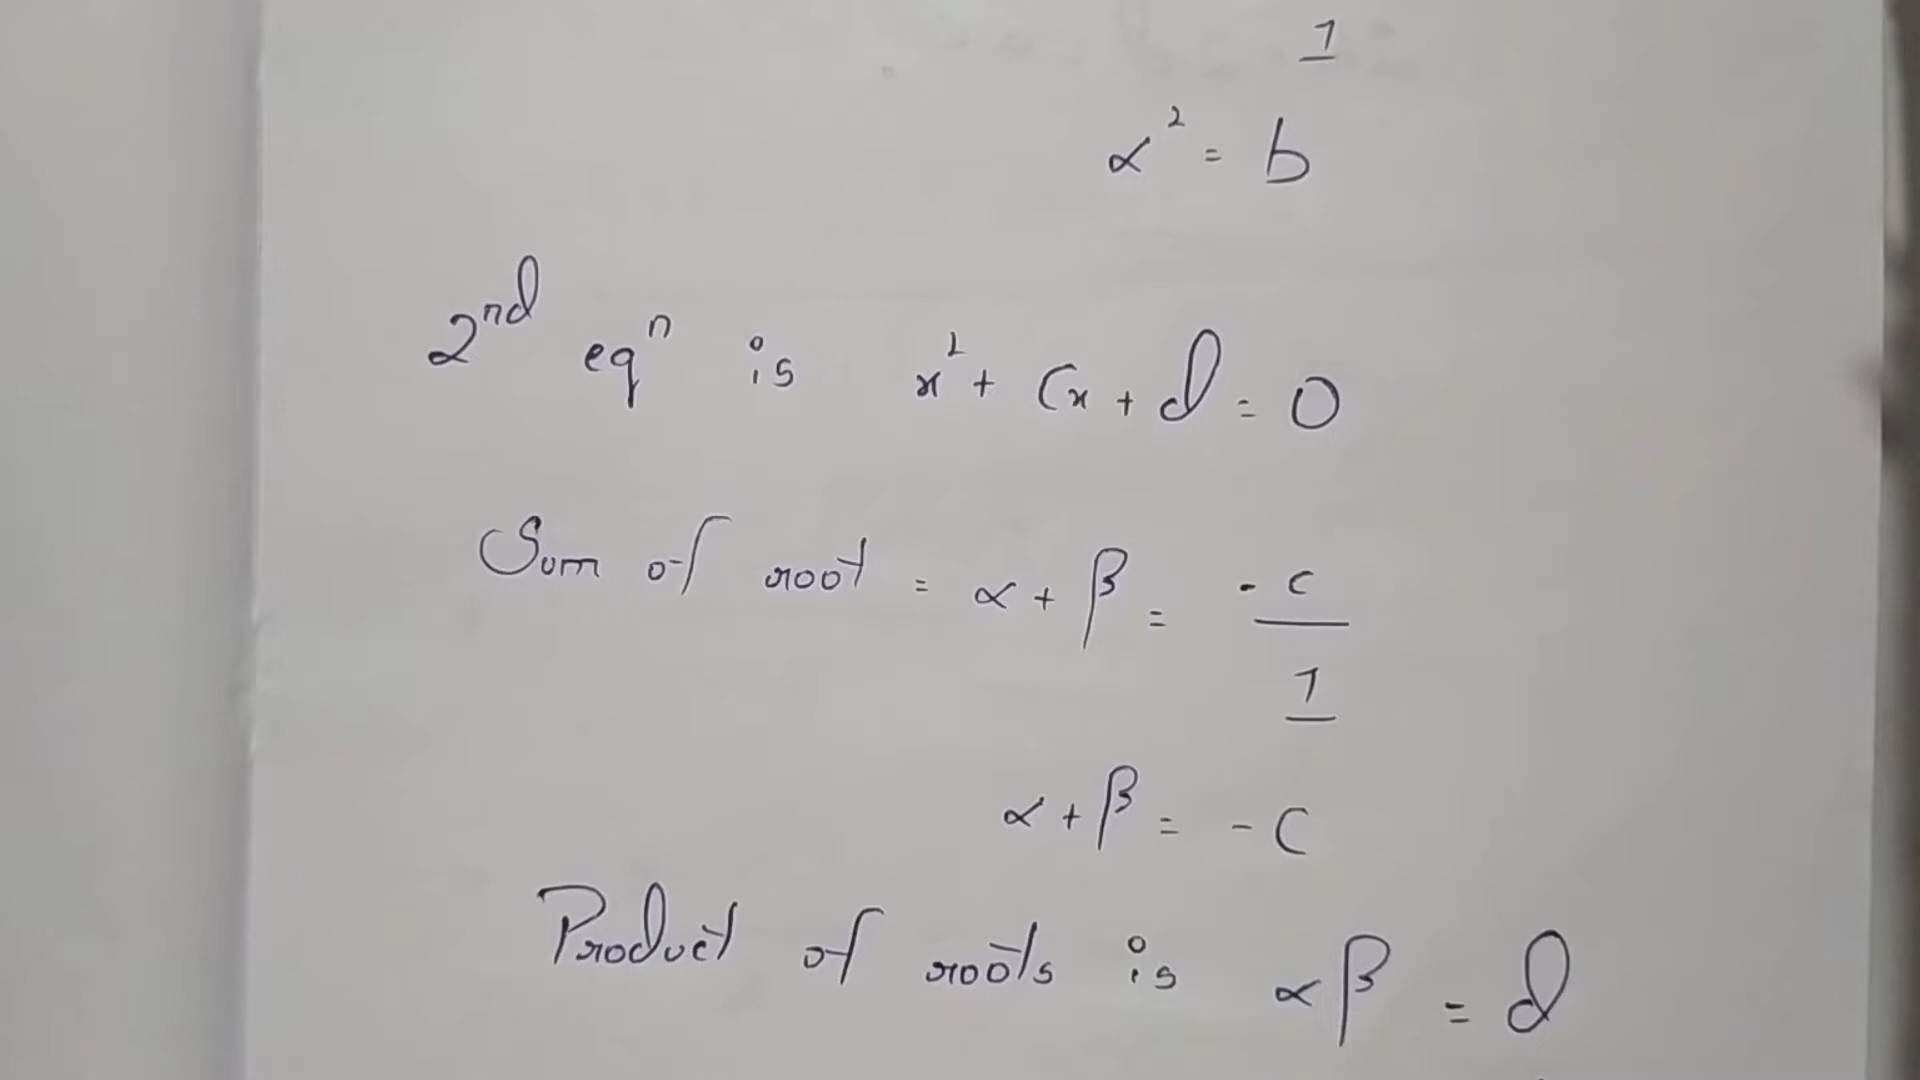 1
α² = b
2nd eqⁿ is x² + Cx + d = 0
Sum of root = α + β = - c
1
α + β = - C
Product of roots is αβ = d